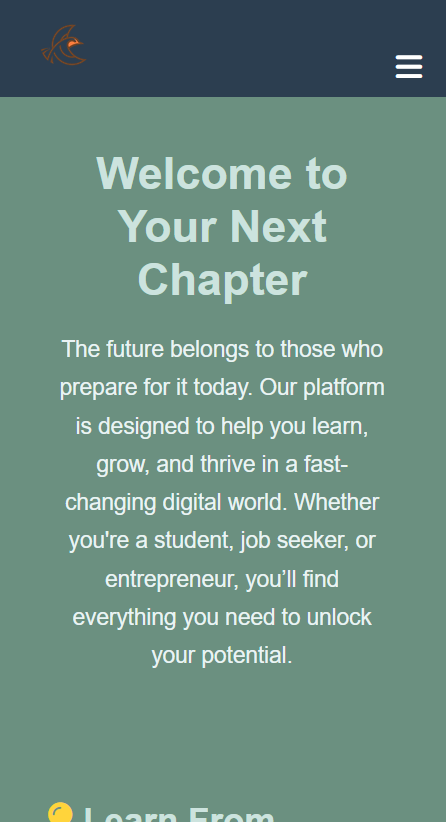 Welcome to
Your Next
Chapter
The future belongs to those who
prepare for it today. Our platform
is designed to help you learn,
grow, and thrive in a fast-
changing digital world. Whether
you're a student, job seeker, or
entrepreneur, you’ll find
everything you need to unlock
your potential.
Learn From